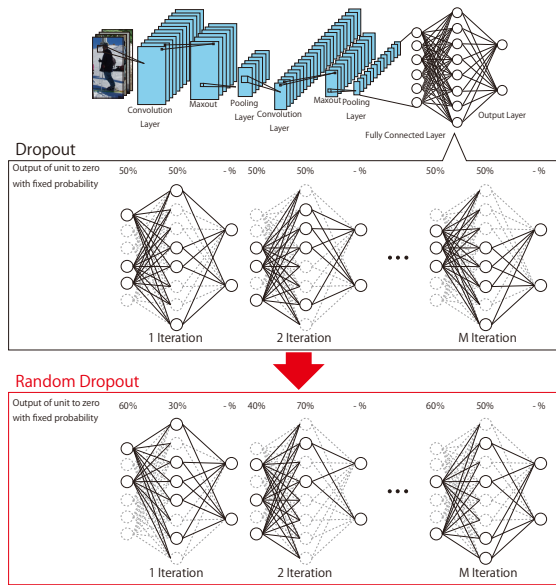 Convolution
Layer
Maxout
Pooling
Layer
Convolution
Layer
Maxout
Pooling
Layer
Fully Connected Layer
Output Layer
Dropout
Output of unit to zero
with fixed probability
50% 50% - % 50% 50% - % 50% 50% - %
•••
1 Iteration 2 Iteration M Iteration
Random Dropout
Output of unit to zero
with fixed probability
60% 30% - % 40% 70% - % 60% 50% - %
•••
1 Iteration 2 Iteration M Iteration